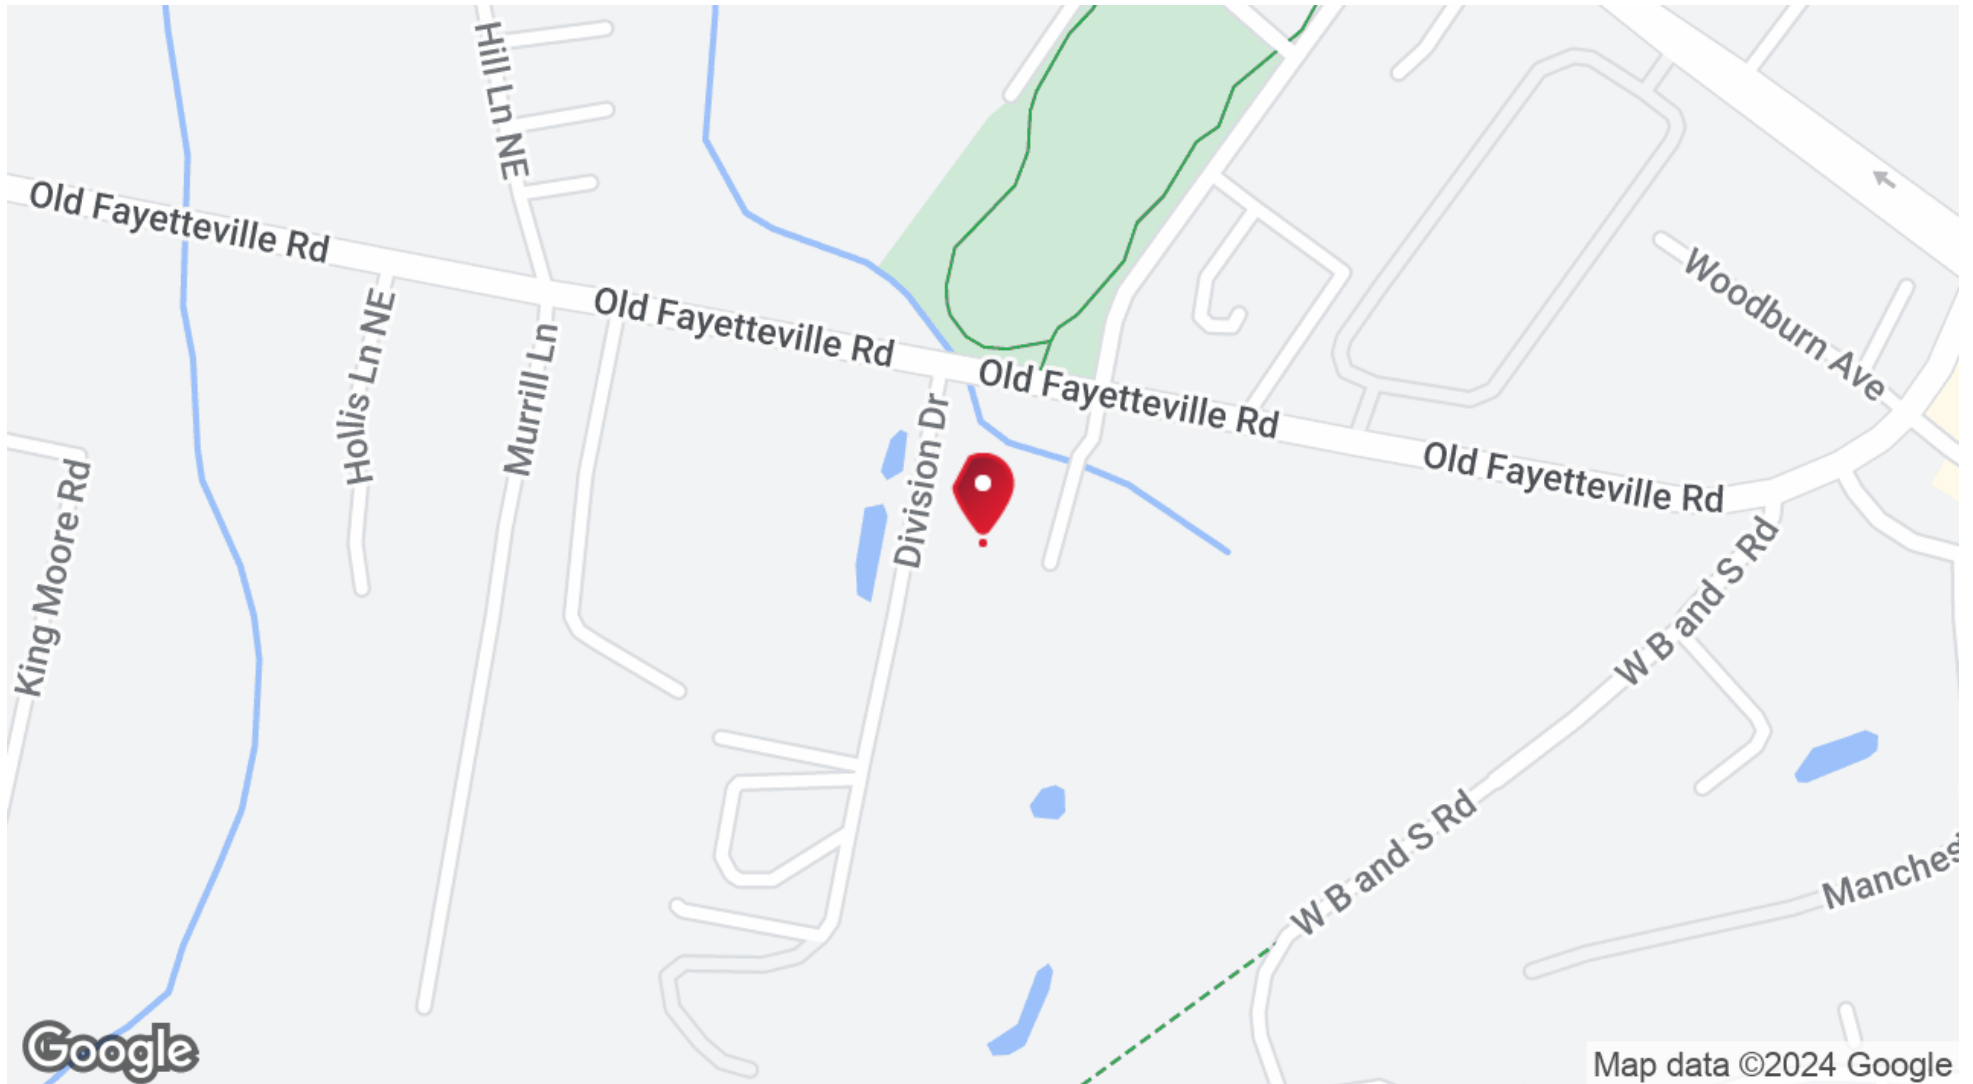 Hill Ln NE
Old Fayetteville Rd
Hollis Ln NE
Murrill Ln
Old Fayetteville Rd
Woodburn Ave
Old Fayetteville Rd
Division Dr
Old Fayetteville Rd
King Moore Rd
W B and S Rd
W B and S Rd
Manches
Google
Map data ©2024 Google